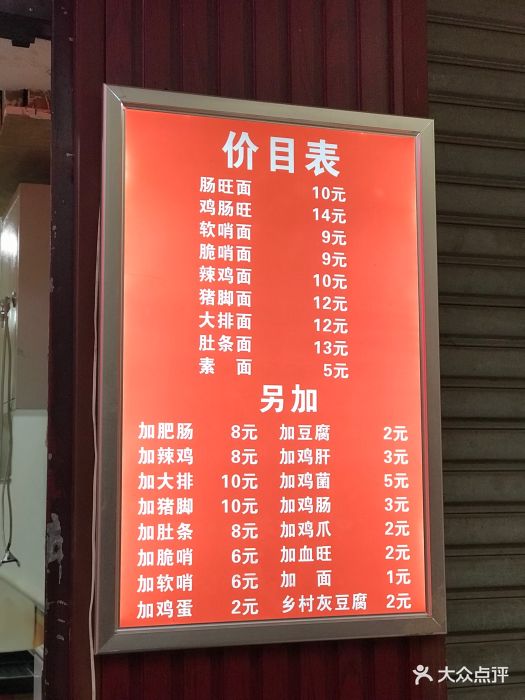 价目表
肠旺面 10元
鸡肠旺 14元
软哨面 9元
脆哨面 9元
辣鸡面 10元
猪脚面 12元
大排面 12元
肚条面 13元
素 面 5元
另加
加肥肠 8元 加豆腐 2元
加辣鸡 8元 加鸡肝 3元
加大排 10元 加鸡菌 5元
加猪脚 10元 加鸡肠 3元
加肚条 8元 加鸡爪 2元
加脆哨 6元 加血旺 2元
加软哨 6元 加 面 1元
加鸡蛋 2元 乡村灰豆腐 2元
大众点评